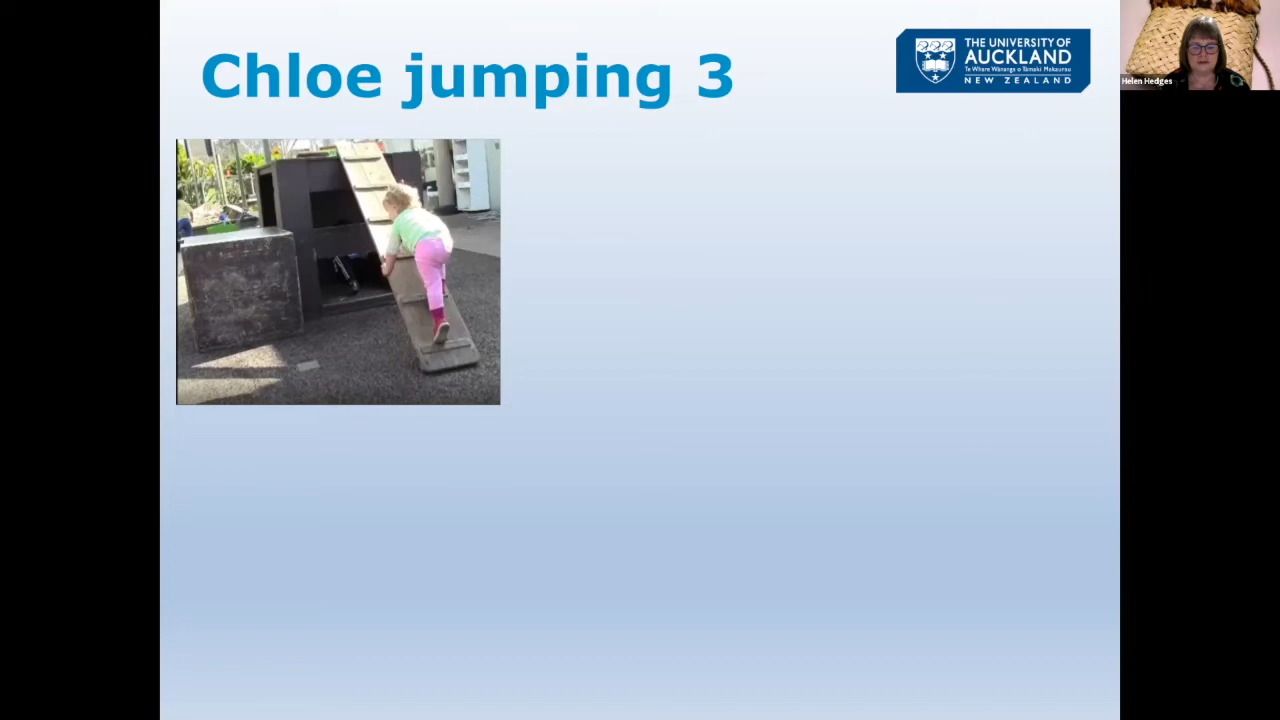 Chloe jumping 3
THE UNIVERSITY OF
AUCKLAND
Te Whare Wānanga o Tāmaki Makaurau
NEW ZEALAND
Helen Hedges